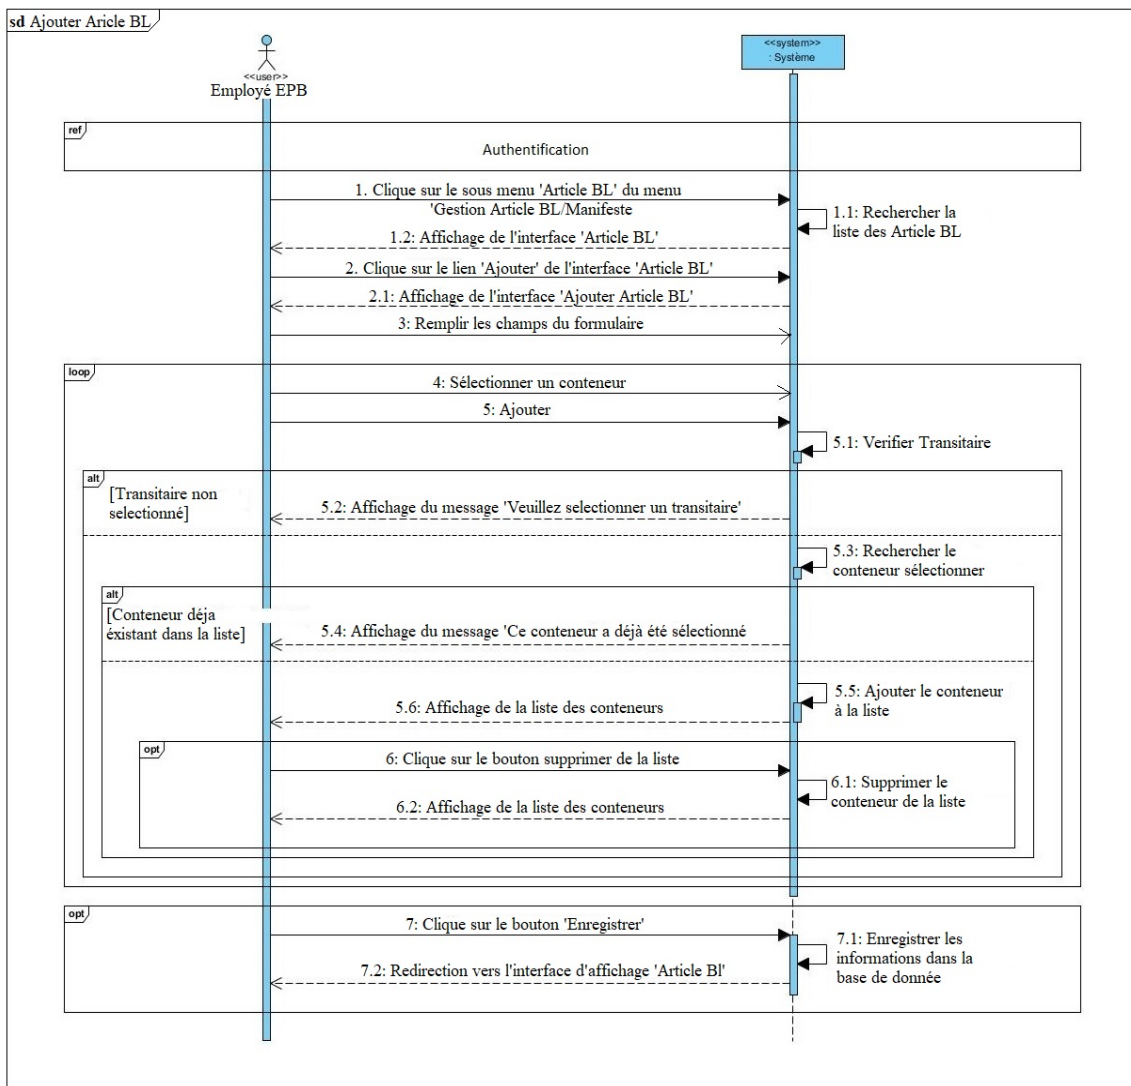 sd Ajouter Aricle BL
<<user>>
Employé EPB
<<system>>
: Système
ref
Authentification
1. Clique sur le sous menu 'Article BL' du menu
'Gestion Article BL/Manifeste
1.1: Rechercher la
liste des Article BL
1.2: Affichage de l'interface 'Article BL'
2. Clique sur le lien 'Ajouter' de l'interface 'Article BL'
2.1: Affichage de l'interface 'Ajouter Article BL'
3: Remplir les champs du formulaire
loop
4: Sélectionner un conteneur
5: Ajouter
5.1: Verifier Transitaire
alt
[Transitaire non
selectionné]
5.2: Affichage du message 'Veuillez selectionner un transitaire'
5.3: Rechercher le
conteneur sélectionner
alt
[Conteneur déja
éxistant dans la liste]
5.4: Affichage du message 'Ce conteneur a déjà été sélectionné
5.5: Ajouter le conteneur
à la liste
5.6: Affichage de la liste des conteneurs
opt
6: Clique sur le bouton supprimer de la liste
6.1: Supprimer le
conteneur de la liste
6.2: Affichage de la liste des conteneurs
opt
7: Clique sur le bouton 'Enregistrer'
7.1: Enregistrer les
informations dans la
base de donnée
7.2: Redirection vers l'interface d'affichage 'Article Bl'